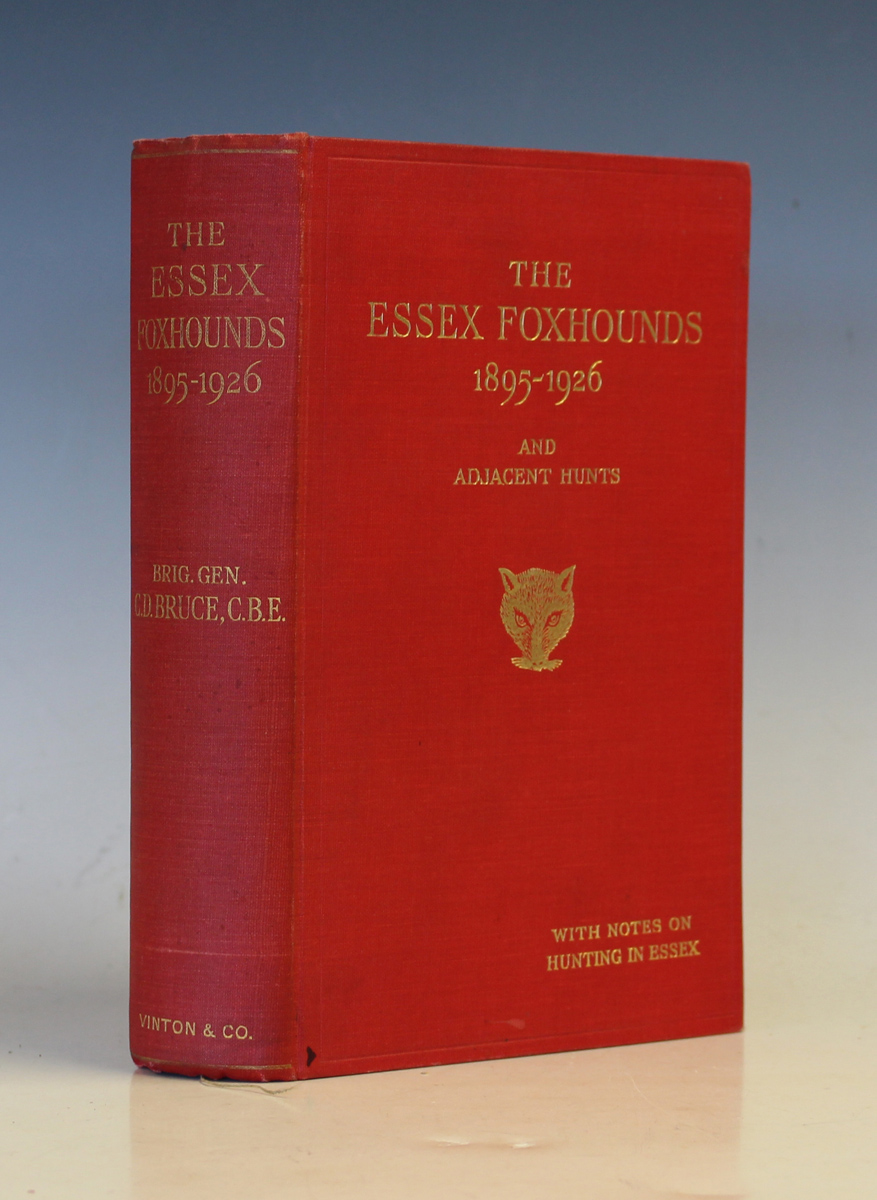 THE
ESSEX
FOXHOUNDS
1895-1926
BRIG. GEN.
C.D. BRUCE, C.B.E.
VINTON & CO.
THE
ESSEX FOXHOUNDS
1895-1926
AND
ADJACENT HUNTS
WITH NOTES ON
HUNTING IN ESSEX